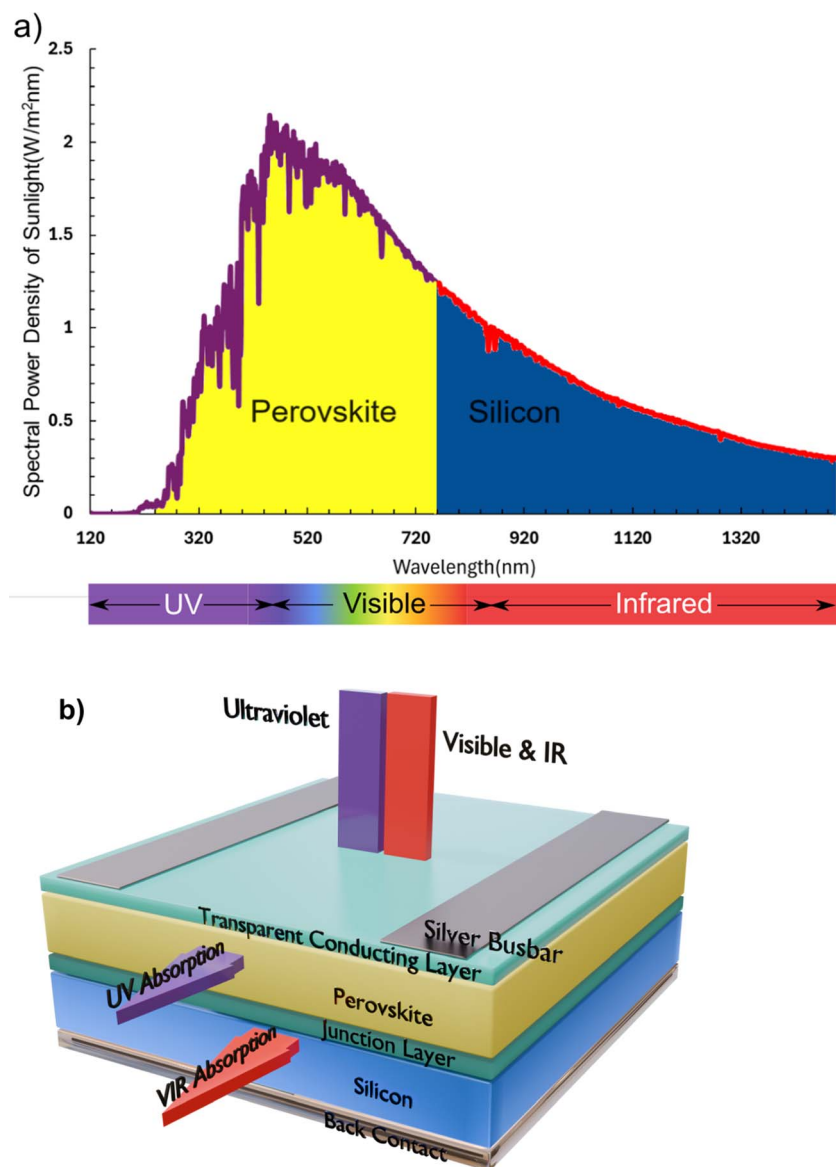 a)
Spectral Power Density of Sunlight(W/m²nm)
2.5
2
1.5
1
0.5
0
Perovskite
Silicon
120 320 520 720 920 1120 1320
Wavelength(nm)
UV Visible Infrared
b)
Ultraviolet
Visible & IR
Silver Busbar
Transparent Conducting Layer
UV Absorption
Perovskite
Junction Layer
VIR Absorption
Silicon
Back Contact